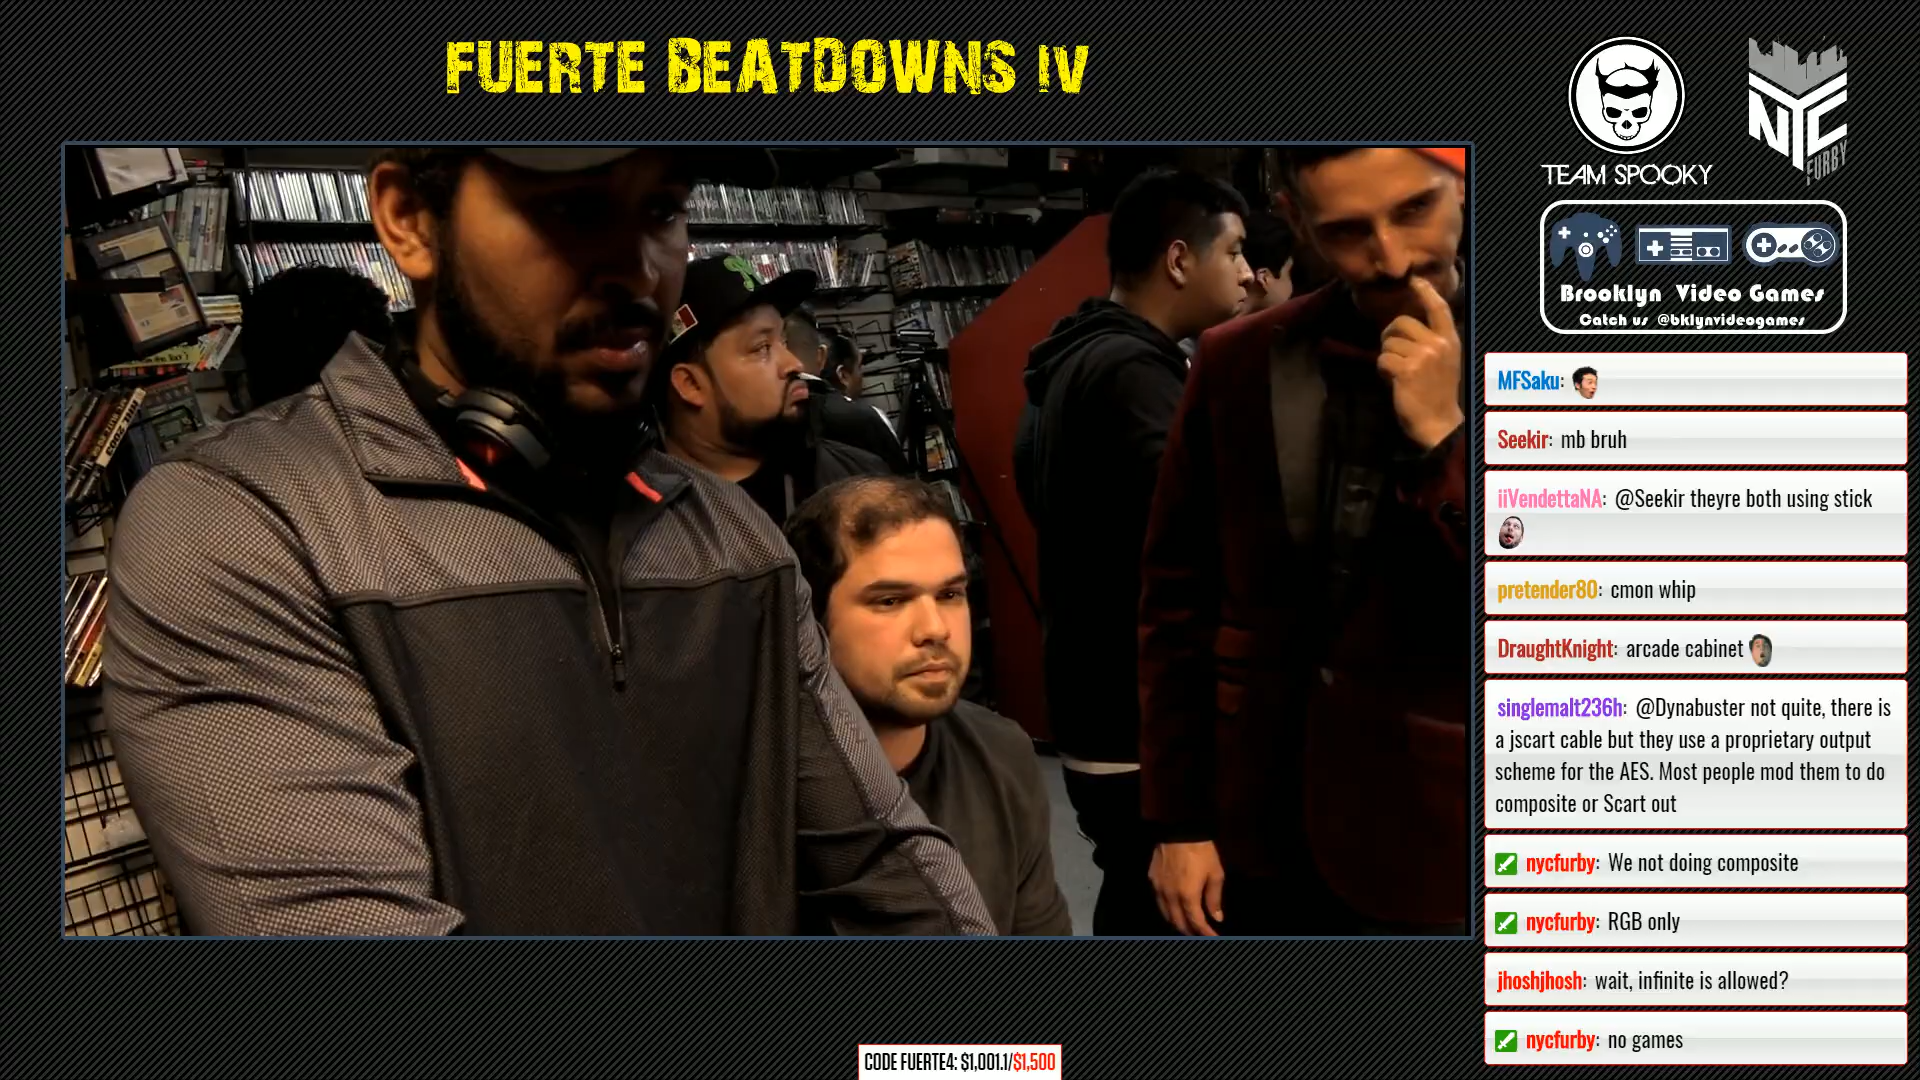 FUERTE BEATDOWNS IV
TEAM SPOOKY
NYC
FURBY
Brooklyn Video Games
Catch us @bklynvideogames
MFSaku:
Seekir: mb bruh
iiVendettaNA: @Seekir theyre both using stick
pretender80: cmon whip
DraughtKnight: arcade cabinet
singlemalt236h: @Dynabuster not quite, there is
a jscart cable but they use a proprietary output
scheme for the AES. Most people mod them to do
composite or Scart out
nycfurby: We not doing composite
nycfurby: RGB only
jhoshjhosh: wait, infinite is allowed?
nycfurby: no games
CODE FUERTE4: $1,001.1/$1,500